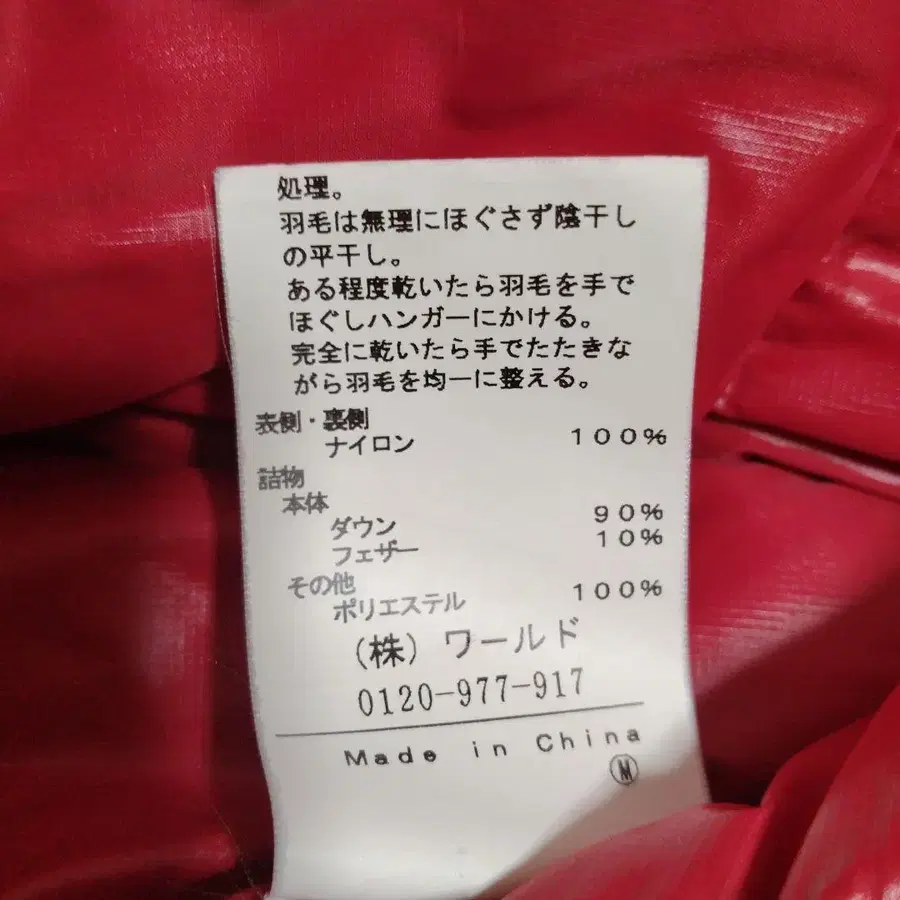 処理。
羽毛は無理にほぐさず陰干し
の平干し。
ある程度乾いたら羽毛を手で
ほぐしハンガーにかける。
完全に乾いたら手でたたきな
がら羽毛を均一に整える。
表側・裏側
ナイロン 100%
詰物
本体
ダウン 90%
フェザー 10%
その他
ポリエステル 100%
(株)ワールド
0120-977-917
Made in China
M